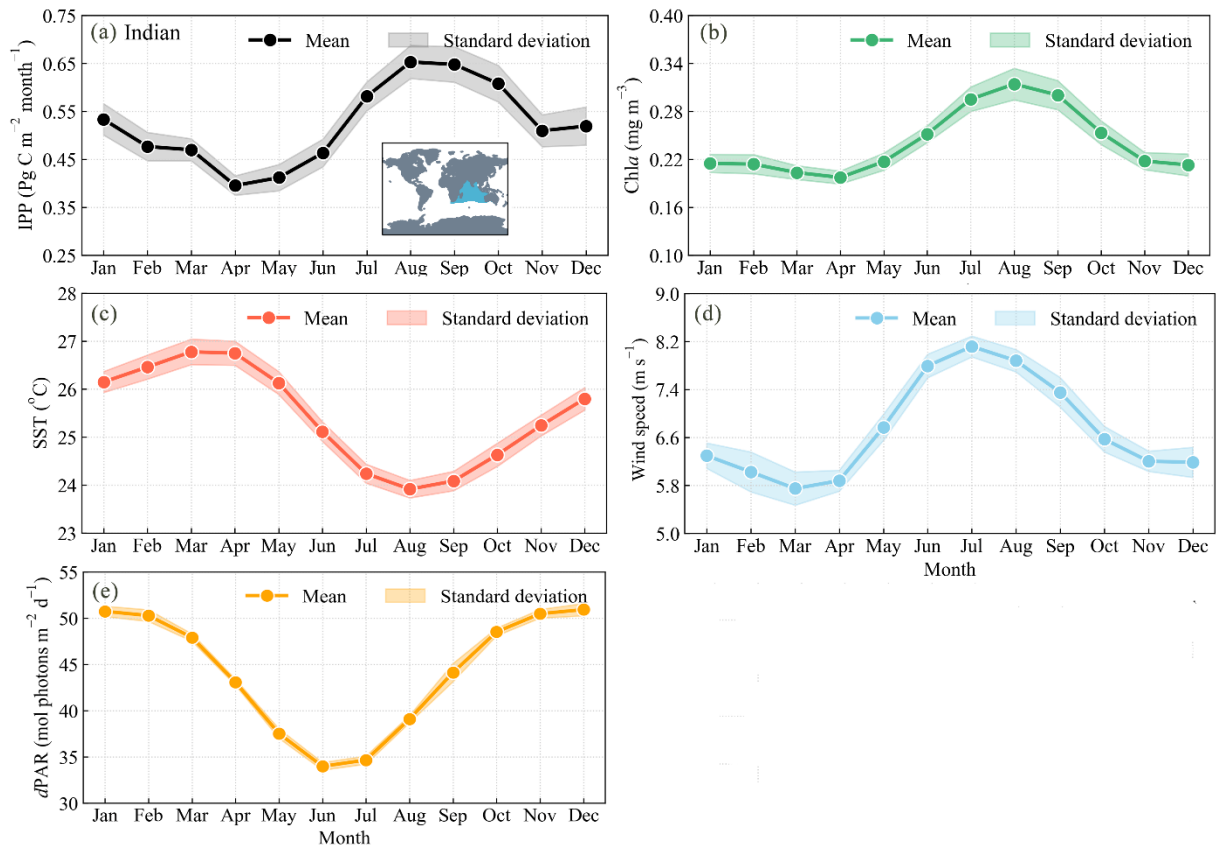 (a) Indian
Mean
Standard deviation
IPP (Pg C m⁻² month⁻¹)
0.75
0.65
0.55
0.45
0.35
0.25
Jan Feb Mar Apr May Jun Jul Aug Sep Oct Nov Dec
(b)
Mean
Standard deviation
Chla (mg m⁻³)
0.40
0.34
0.28
0.22
0.16
0.10
Jan Feb Mar Apr May Jun Jul Aug Sep Oct Nov Dec
(c)
Mean
Standard deviation
SST (°C)
28
27
26
25
24
23
Jan Feb Mar Apr May Jun Jul Aug Sep Oct Nov Dec
(d)
Mean
Standard deviation
Wind speed (m s⁻¹)
9.0
8.2
7.4
6.6
5.8
5.0
Jan Feb Mar Apr May Jun Jul Aug Sep Oct Nov Dec
Month
(e)
Mean
Standard deviation
dPAR (mol photons m⁻² d⁻¹)
55
50
45
40
35
30
Jan Feb Mar Apr May Jun Jul Aug Sep Oct Nov Dec
Month